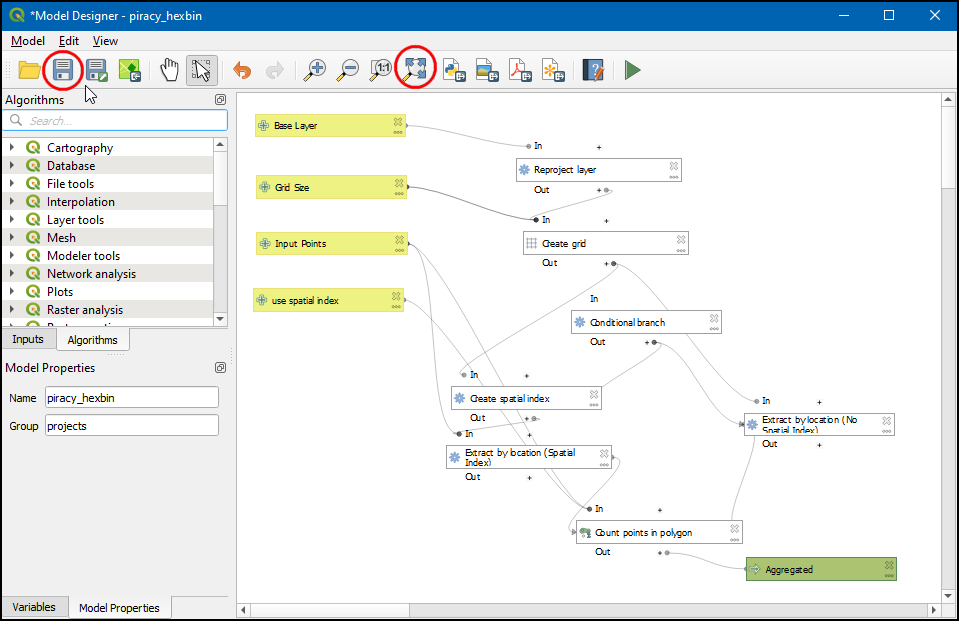 *Model Designer - piracy_hexbin
Model Edit View
1:1
Algorithms
Search...
Cartography
Database
File tools
Interpolation
Layer tools
Mesh
Modeler tools
Network analysis
Plots
Raster analysis
Inputs Algorithms
Model Properties
Name piracy_hexbin
Group projects
Variables Model Properties
Base Layer
Grid Size
Input Points
use spatial index
In
Reproject layer
Out
In
Create grid
Out
In
Conditional branch
Out
In
Create spatial index
Out
In
Extract by location (Spatial
Index)
Out
In
Extract by location (No
Spatial Index)
Out
In
Count points in polygon
Out
Aggregated